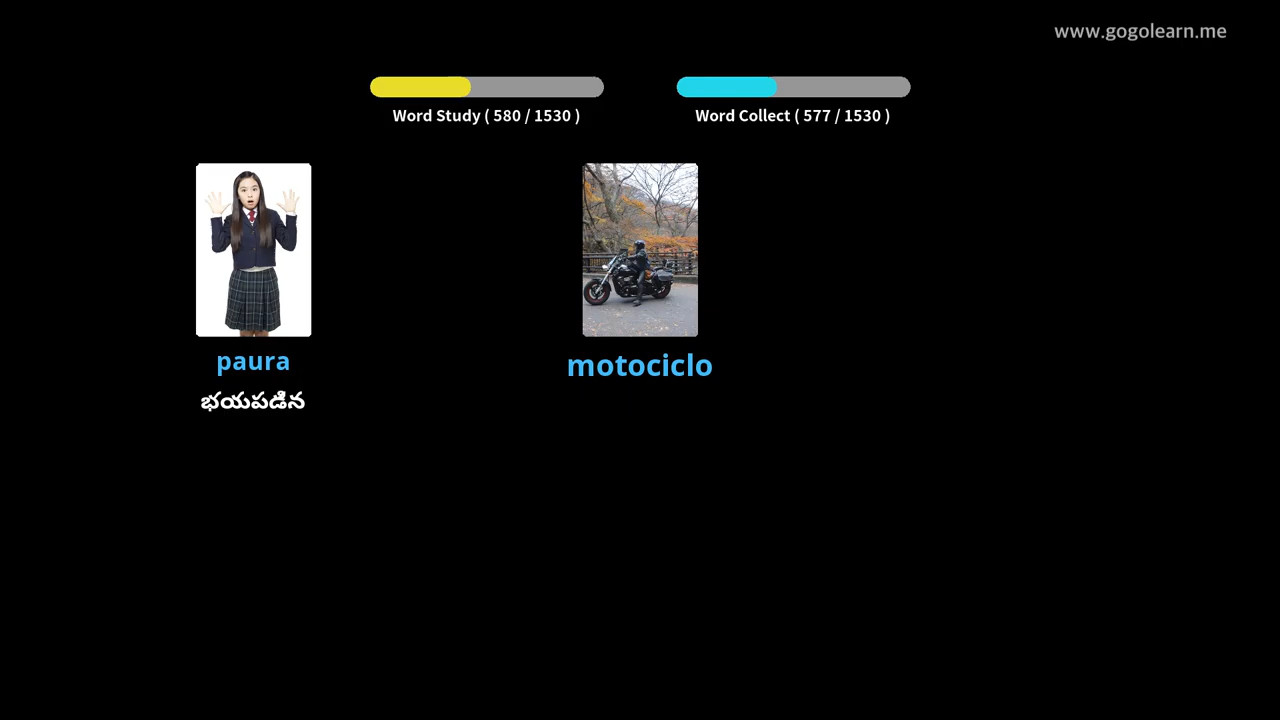 www.gogolearn.me
Word Study ( 580 / 1530 )
Word Collect ( 577 / 1530 )
paura
భయపడిన
motociclo